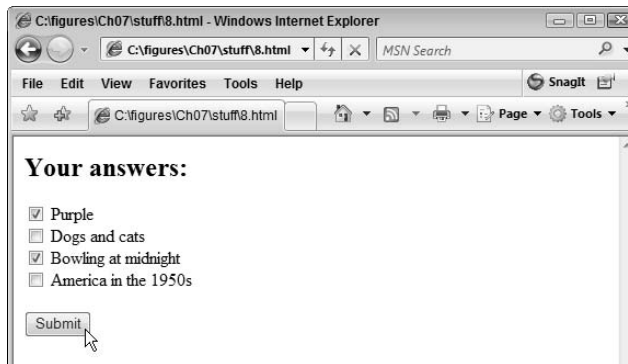 C:\figures\Ch07\stuff\8.html - Windows Internet Explorer
C:\figures\Ch07\stuff\8.html MSN Search
File Edit View Favorites Tools Help SnagIt
C:\figures\Ch07\stuff\8.html Page Tools
Your answers:
Purple
Dogs and cats
Bowling at midnight
America in the 1950s
Submit